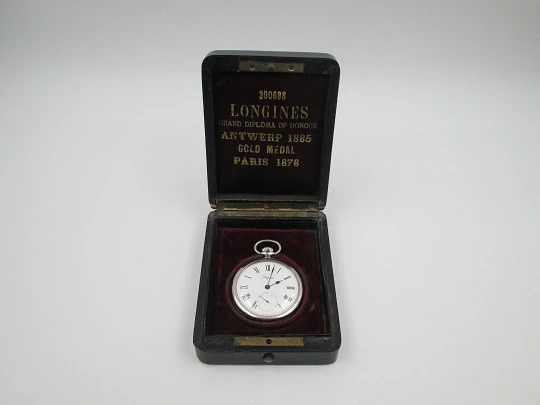 390688
LONGINES
GRAND DIPLOMA OF HONOUR
ANTWERP 1885
GOLD MEDAL
PARIS 1878